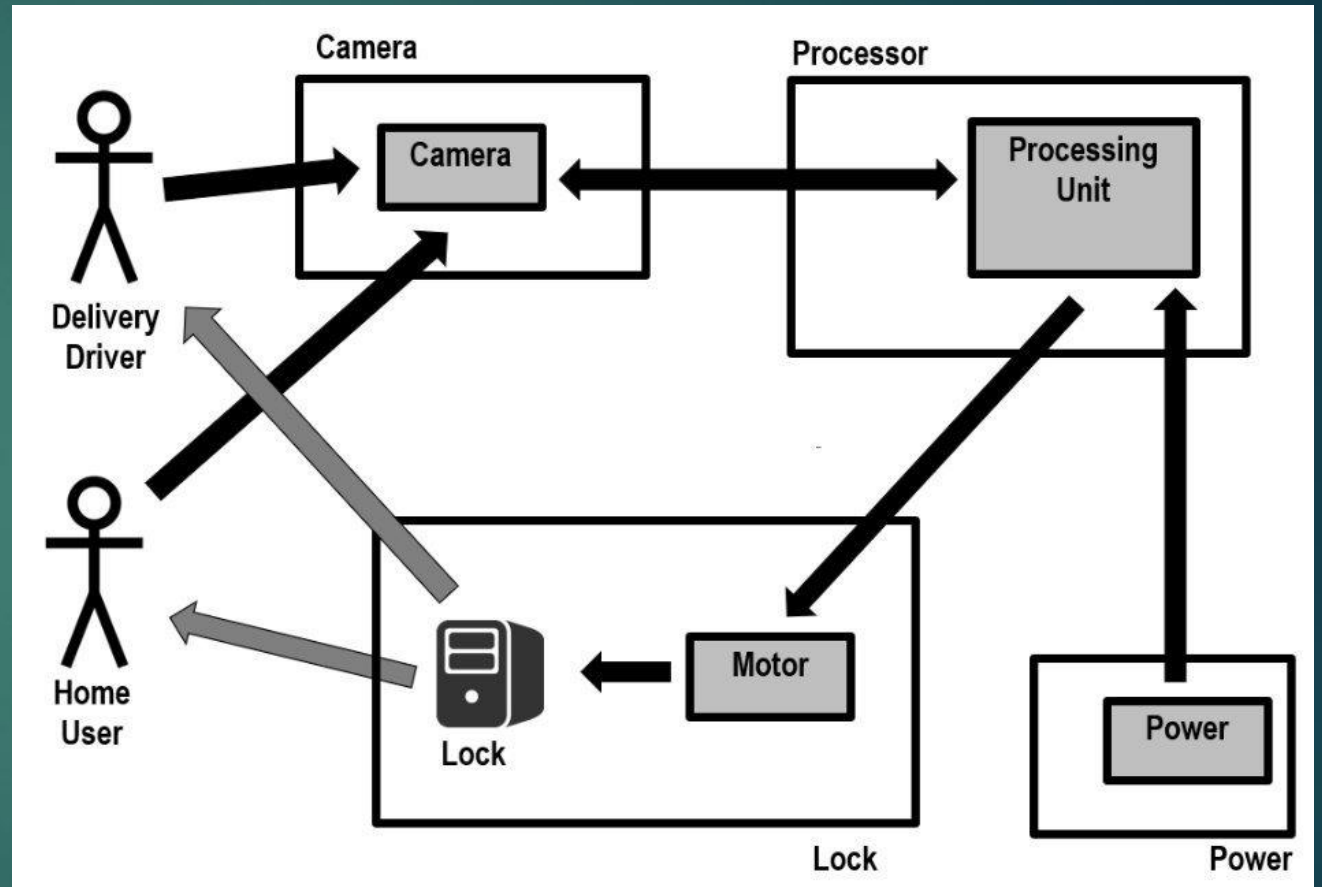 Camera
Processor
Camera
Processing
Unit
Delivery
Driver
Home
User
Lock
Motor
Power
Lock
Power